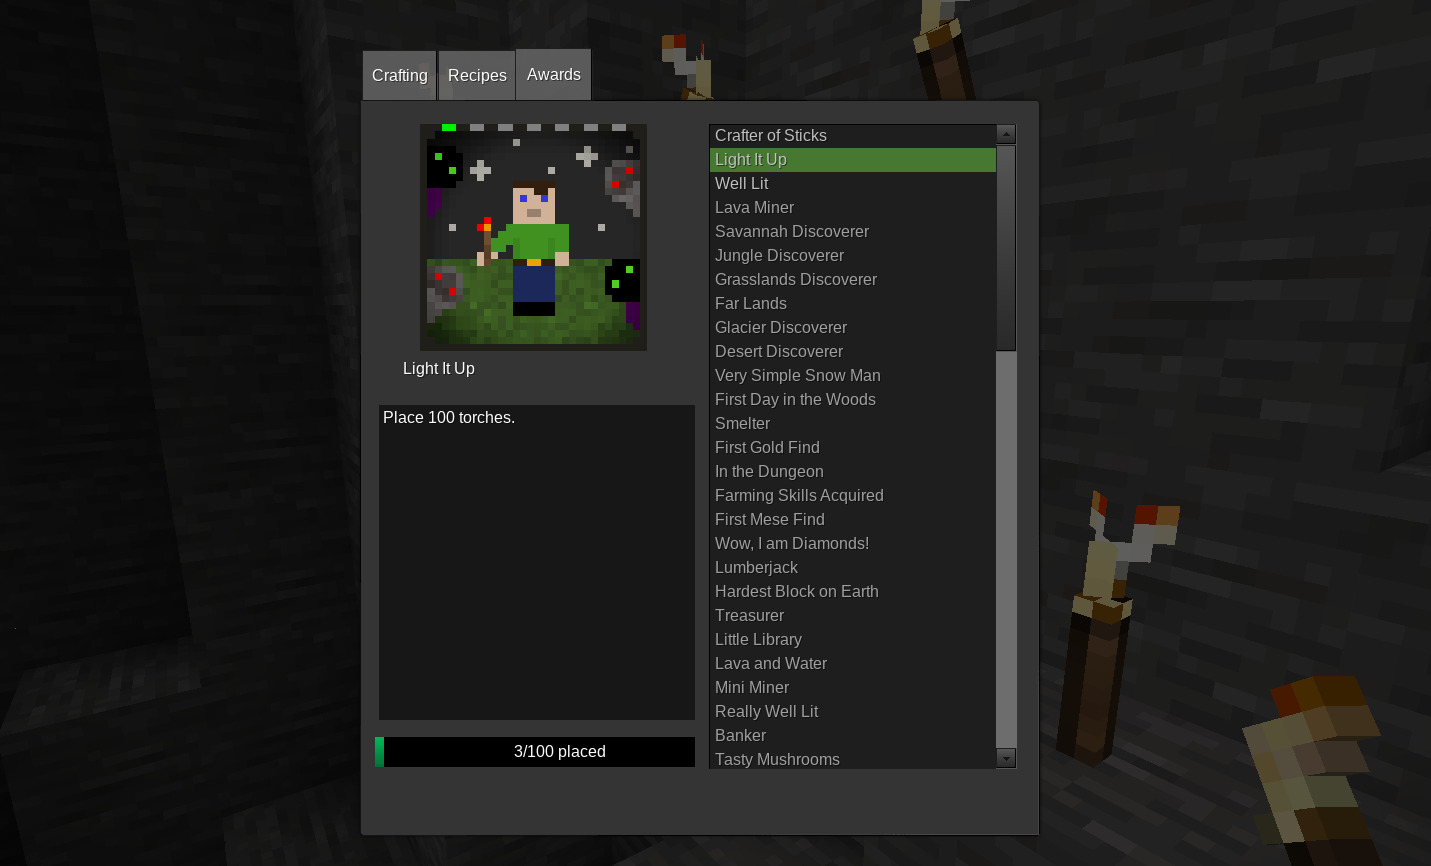 Crafting
Recipes
Awards
Light It Up
Place 100 torches.
3/100 placed
Crafter of Sticks
Light It Up
Well Lit
Lava Miner
Savannah Discoverer
Jungle Discoverer
Grasslands Discoverer
Far Lands
Glacier Discoverer
Desert Discoverer
Very Simple Snow Man
First Day in the Woods
Smelter
First Gold Find
In the Dungeon
Farming Skills Acquired
First Mese Find
Wow, I am Diamonds!
Lumberjack
Hardest Block on Earth
Treasurer
Little Library
Lava and Water
Mini Miner
Really Well Lit
Banker
Tasty Mushrooms